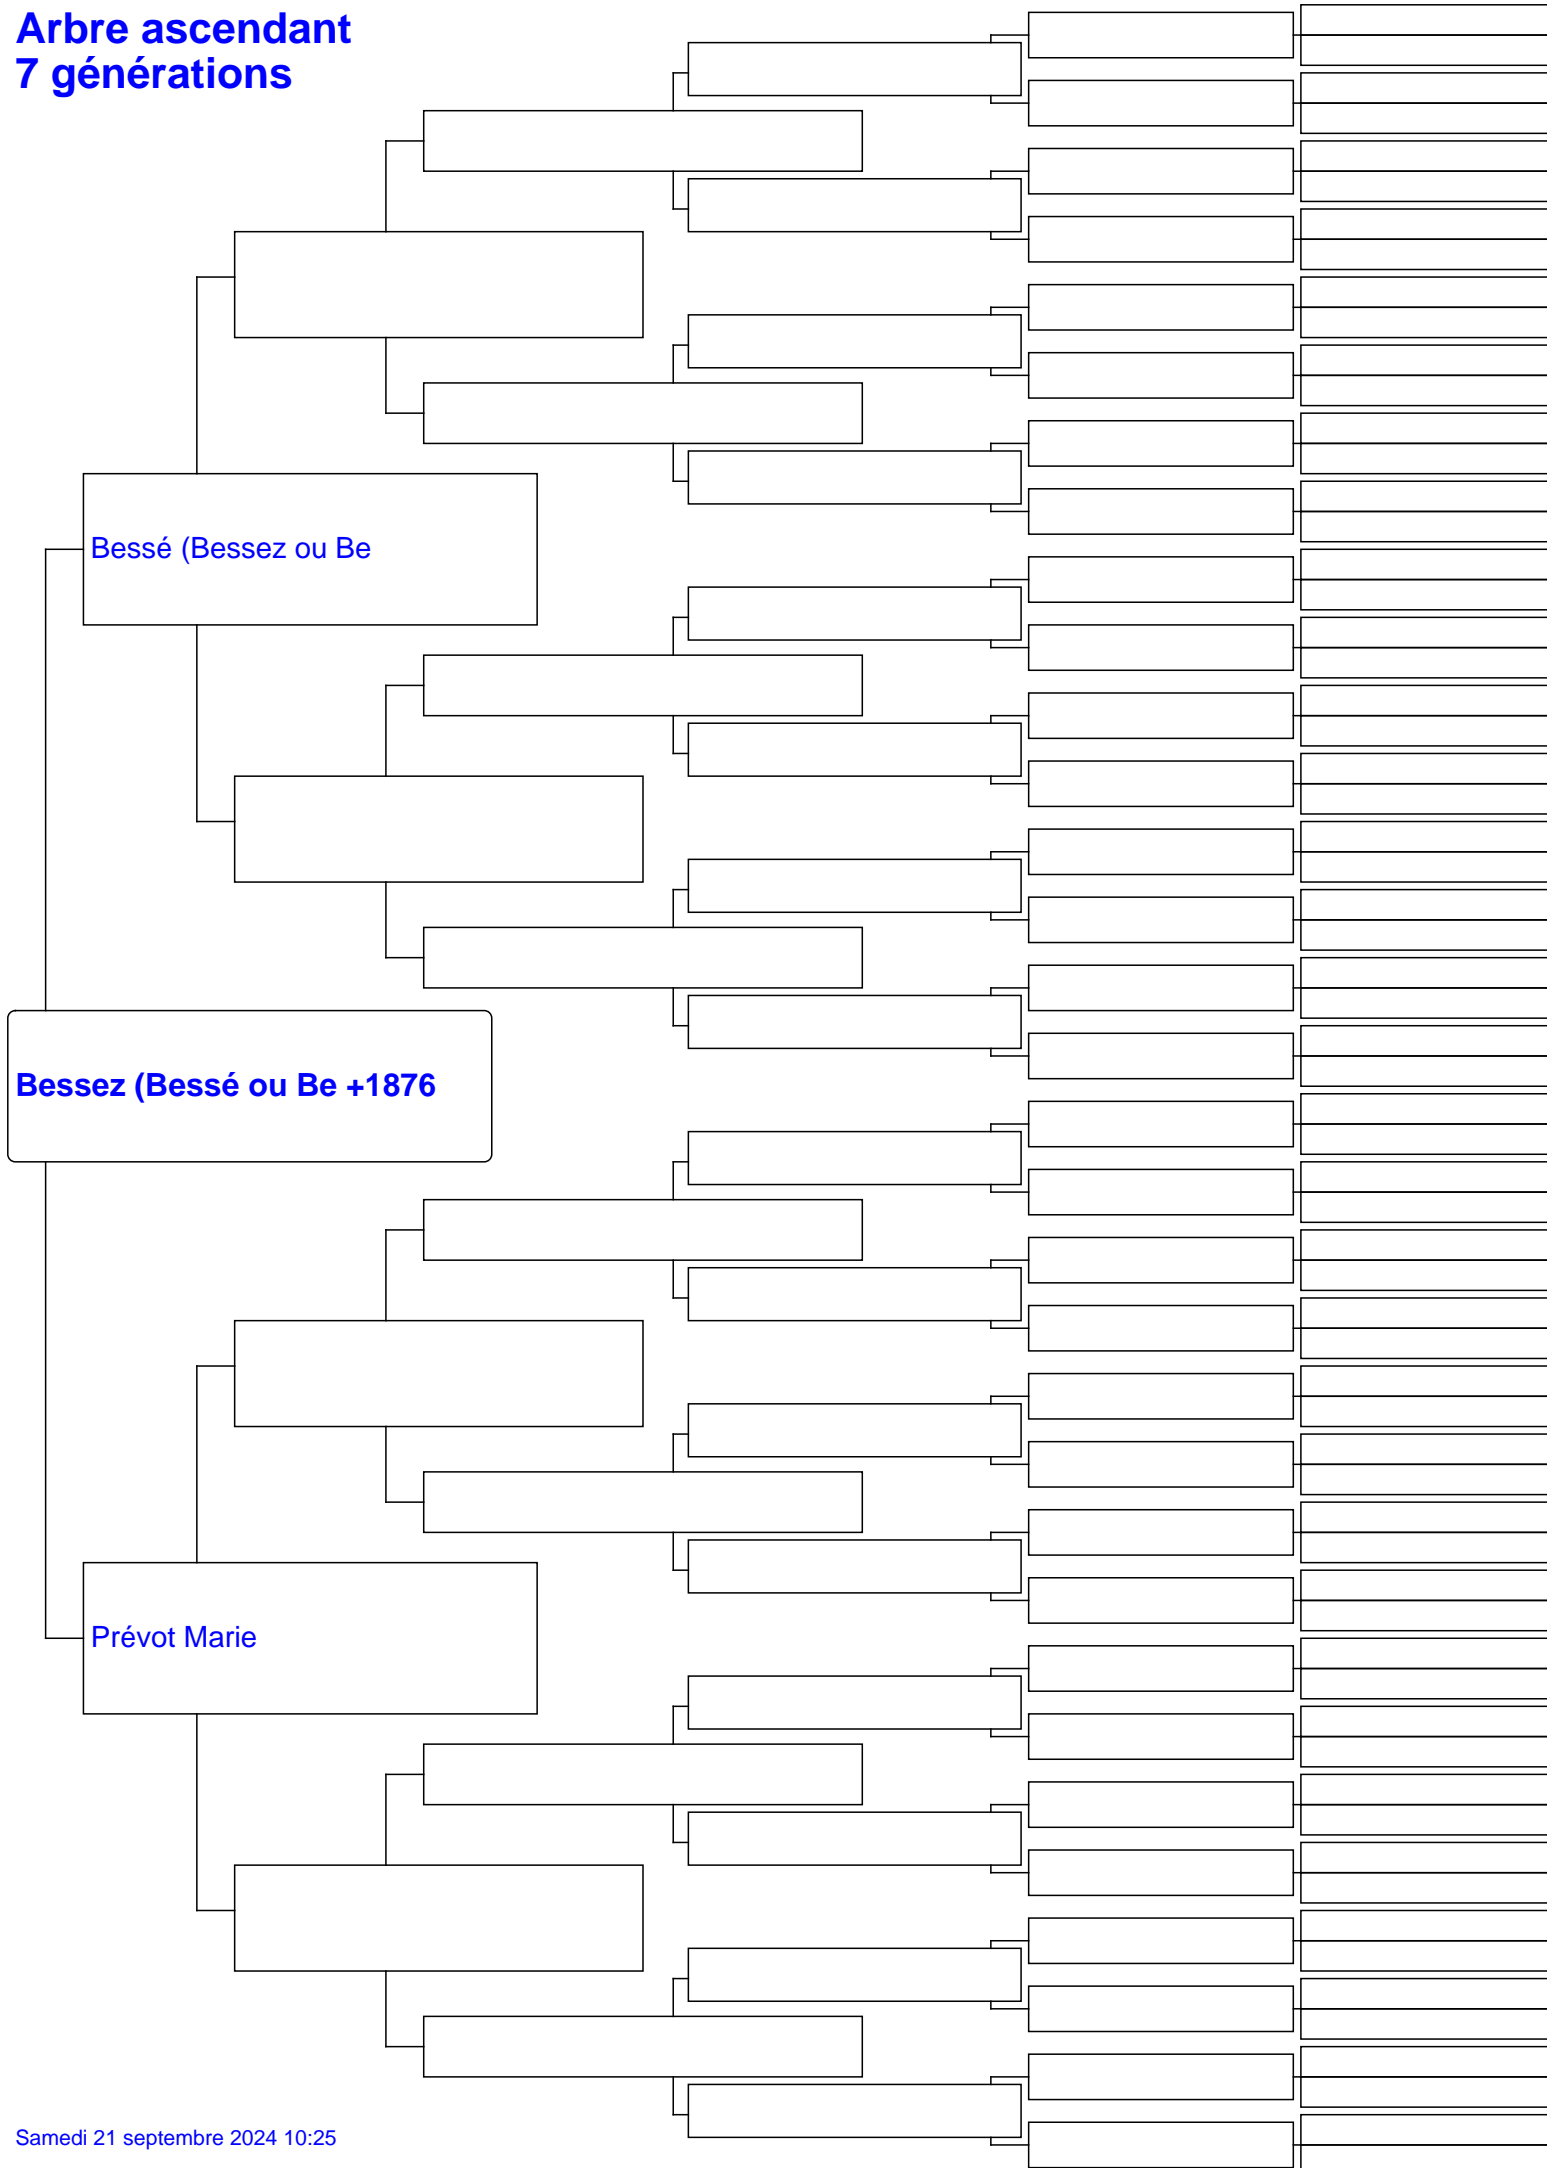 Arbre ascendant
7 générations
Bessé (Bessez ou Be
Bessez (Bessé ou Be +1876
Prévot Marie
Samedi 21 septembre 2024 10:25